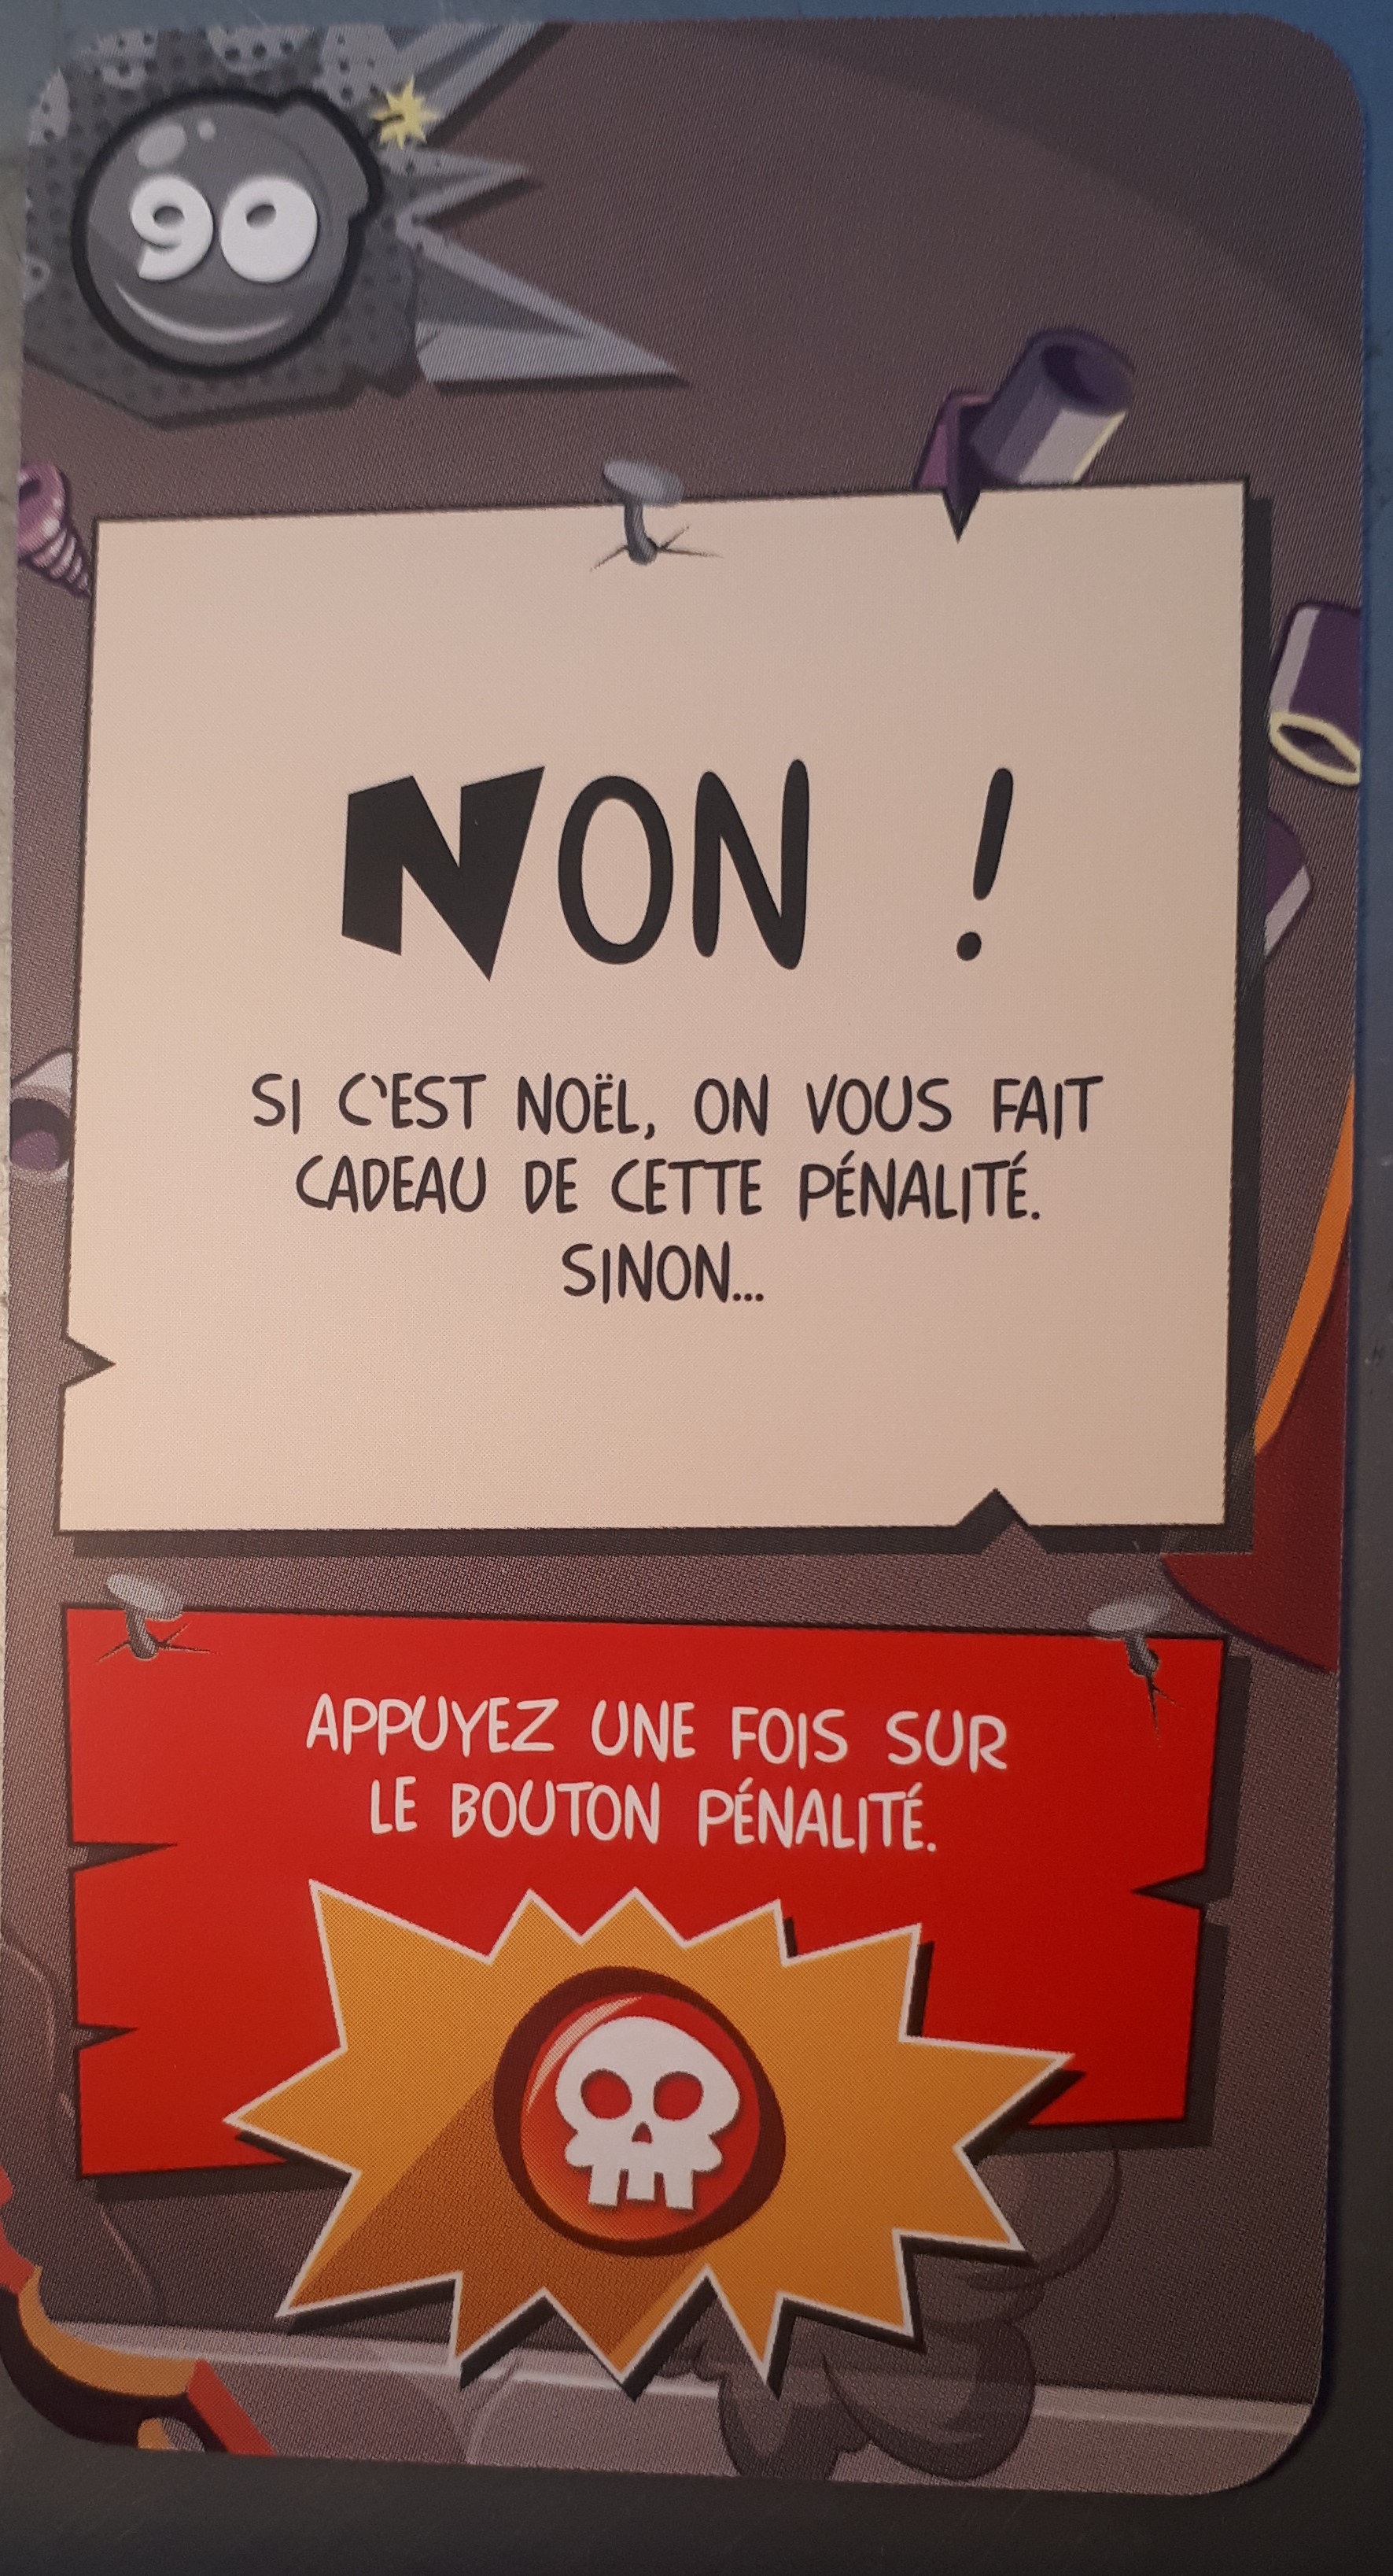 90
NON !
SI C'EST NOËL, ON VOUS FAIT
CADEAU DE CETTE PÉNALITÉ.
SINON...
APPUYEZ UNE FOIS SUR
LE BOUTON PÉNALITÉ.